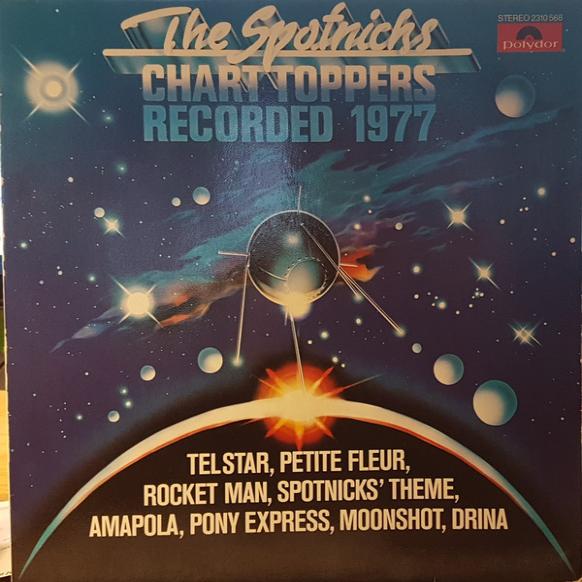 The Spotnicks
STEREO 2310 568
polydor
CHART TOPPERS
RECORDED 1977
TELSTAR, PETITE FLEUR,
ROCKET MAN, SPOTNICKS' THEME,
AMAPOLA, PONY EXPRESS, MOONSHOT, DRINA